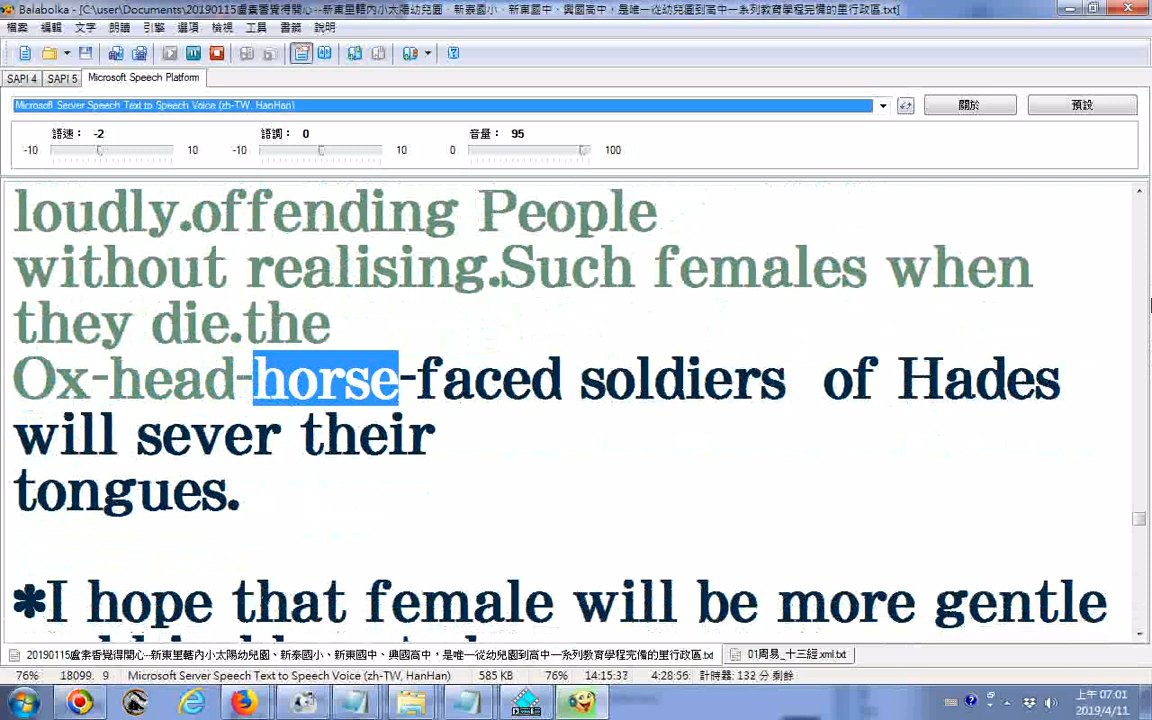 Balabolka - [C:\user\Documents\20190115盧素香覺得開心--新東里轄內小太陽幼兒園、新泰國小、新東國中、興國高中，是唯一從幼兒園到高中一系列教育學程完備的里行政區.txt]
檔案 編輯 文字 朗讀 引擎 選項 檢視 工具 書籤 說明
SAPI 4 SAPI 5 Microsoft Speech Platform
Microsoft Server Speech Text to Speech Voice (zh-TW, HanHan) 關於 預設
語速： -2 語調： 0 音量： 95
-10 10 -10 10 0 100
loudly.offending People
without realising.Such females when
they die.the
Ox-head-horse-faced soldiers of Hades
will sever their
tongues.
*I hope that female will be more gentle
20190115盧素香覺得開心--新東里轄內小太陽幼兒園、新泰國小、新東國中、興國高中，是唯一從幼兒園到高中一系列教育學程完備的里行政區.txt 01周易_十三經.xml.txt
76% 18099. 9 Microsoft Server Speech Text to Speech Voice (zh-TW, HanHan) 585 KB 76% 14:15:37 4:28:56 計時器: 132 分 剩餘
上午 07:01
2019/4/11